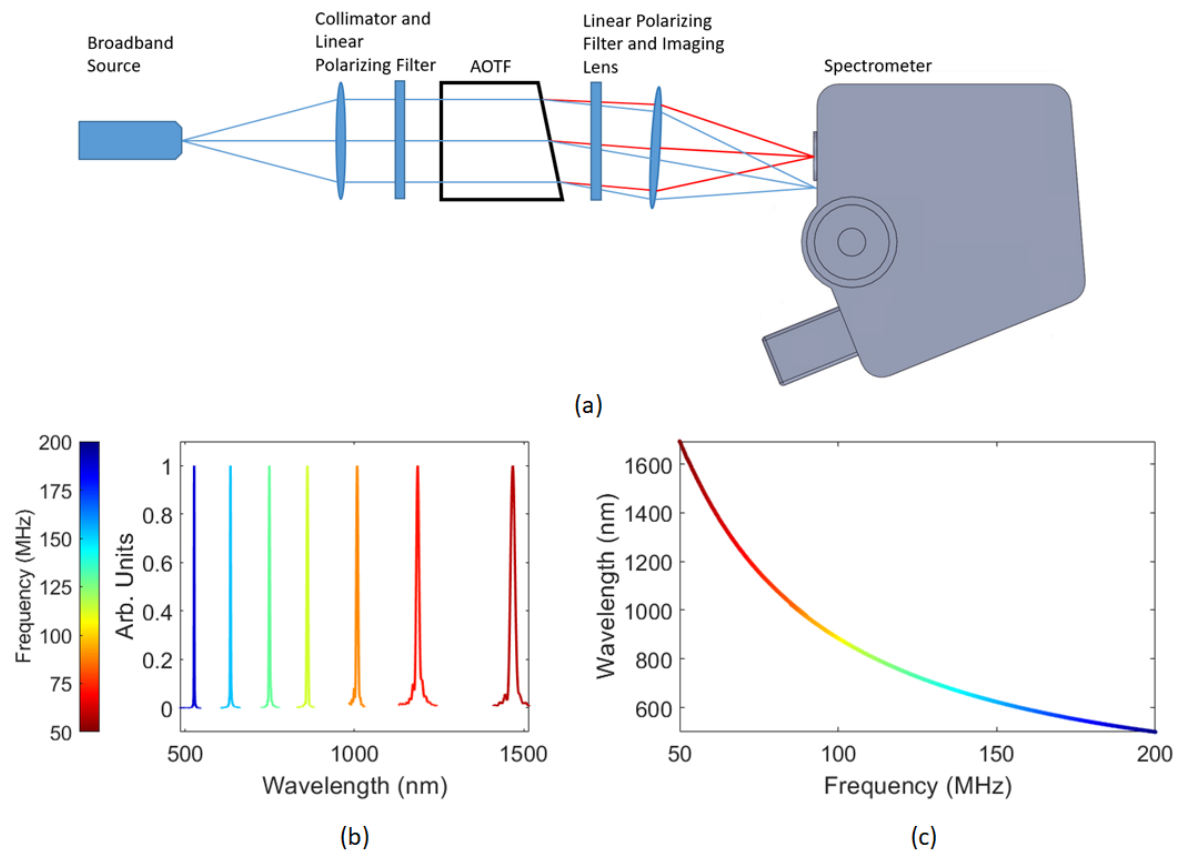 Broadband
Source
Collimator and
Linear
Polarizing Filter
AOTF
Linear Polarizing
Filter and Imaging
Lens
Spectrometer
(a)
Frequency (MHz)
200
175
150
125
100
75
50
Arb. Units
1
0.8
0.6
0.4
0.2
0
500
1000
1500
Wavelength (nm)
(b)
Wavelength (nm)
1600
1400
1200
1000
800
600
50
100
150
200
Frequency (MHz)
(c)